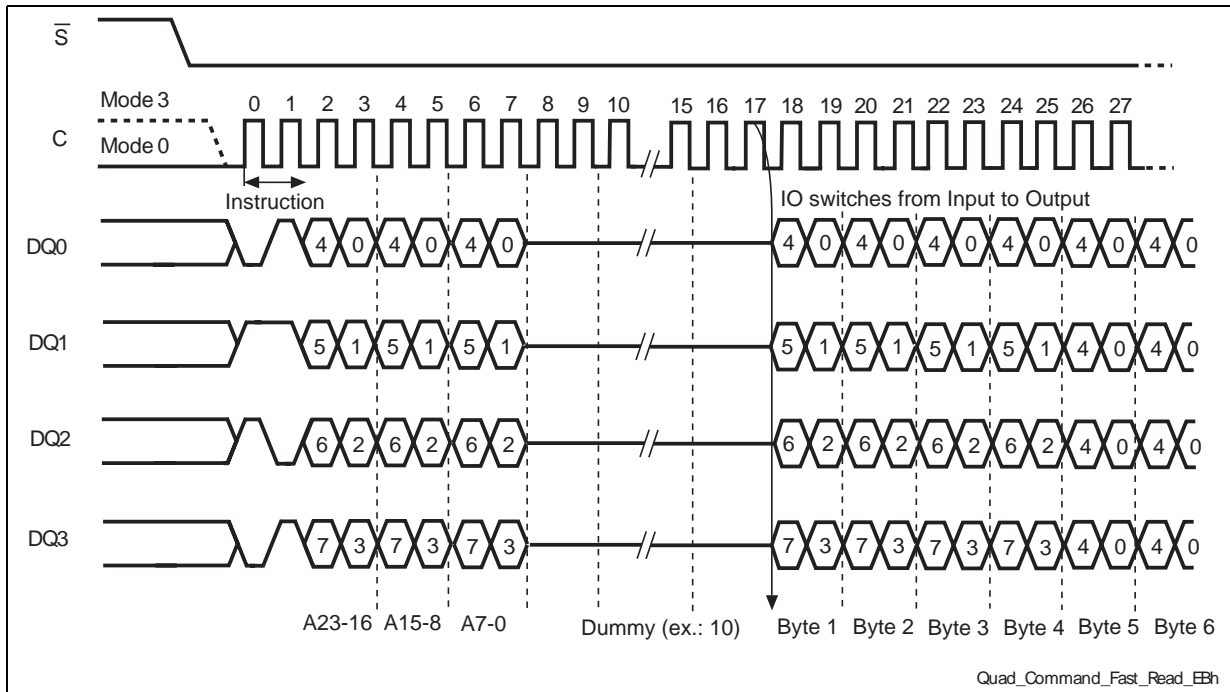 S
Mode 3
0 1 2 3 4 5 6 7 8 9 10 15 16 17 18 19 20 21 22 23 24 25 26 27
C
Mode 0
Instruction
IO switches from Input to Output
DQ0 4 0 4 0 4 0 4 0 4 0 4 0 4 0 4 0 4 0
DQ1 5 1 5 1 5 1 5 1 5 1 5 1 5 1 4 0 4 0
DQ2 6 2 6 2 6 2 6 2 6 2 6 2 6 2 4 0 4 0
DQ3 7 3 7 3 7 3 7 3 7 3 7 3 7 3 4 0 4 0
A23-16 A15-8 A7-0 Dummy (ex.: 10) Byte 1 Byte 2 Byte 3 Byte 4 Byte 5 Byte 6
Quad_Command_Fast_Read_EBh